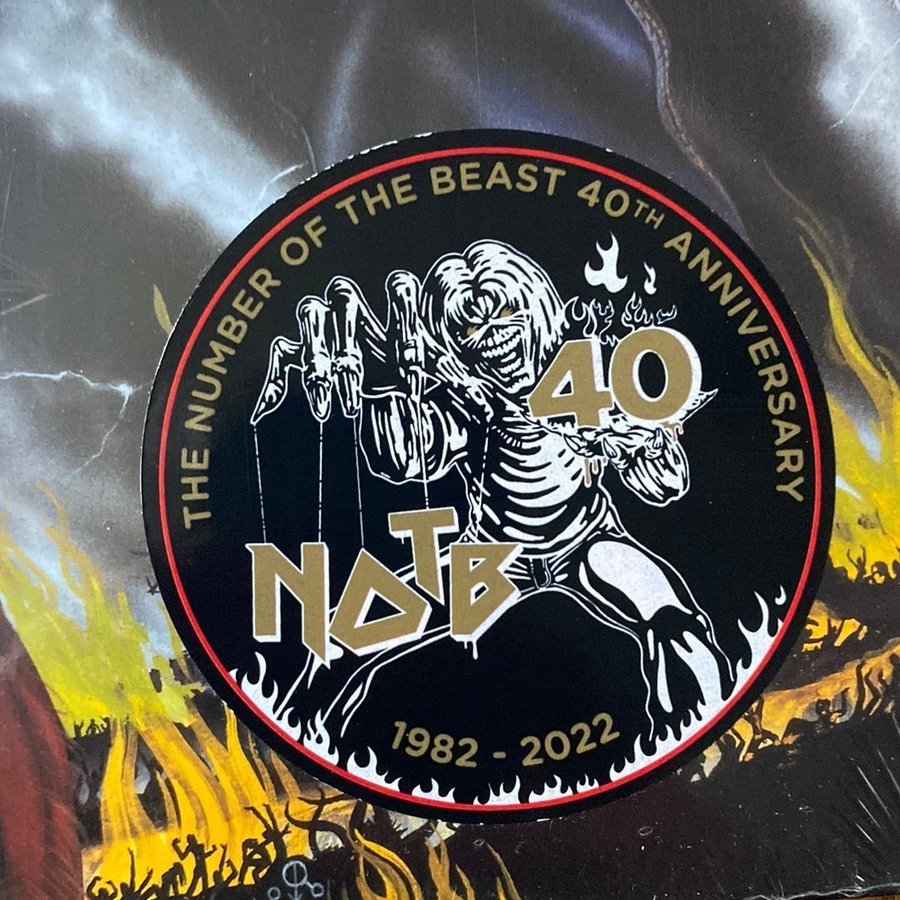 THE NUMBER OF THE BEAST 40TH ANNIVERSARY
40
NOTB
1982 - 2022